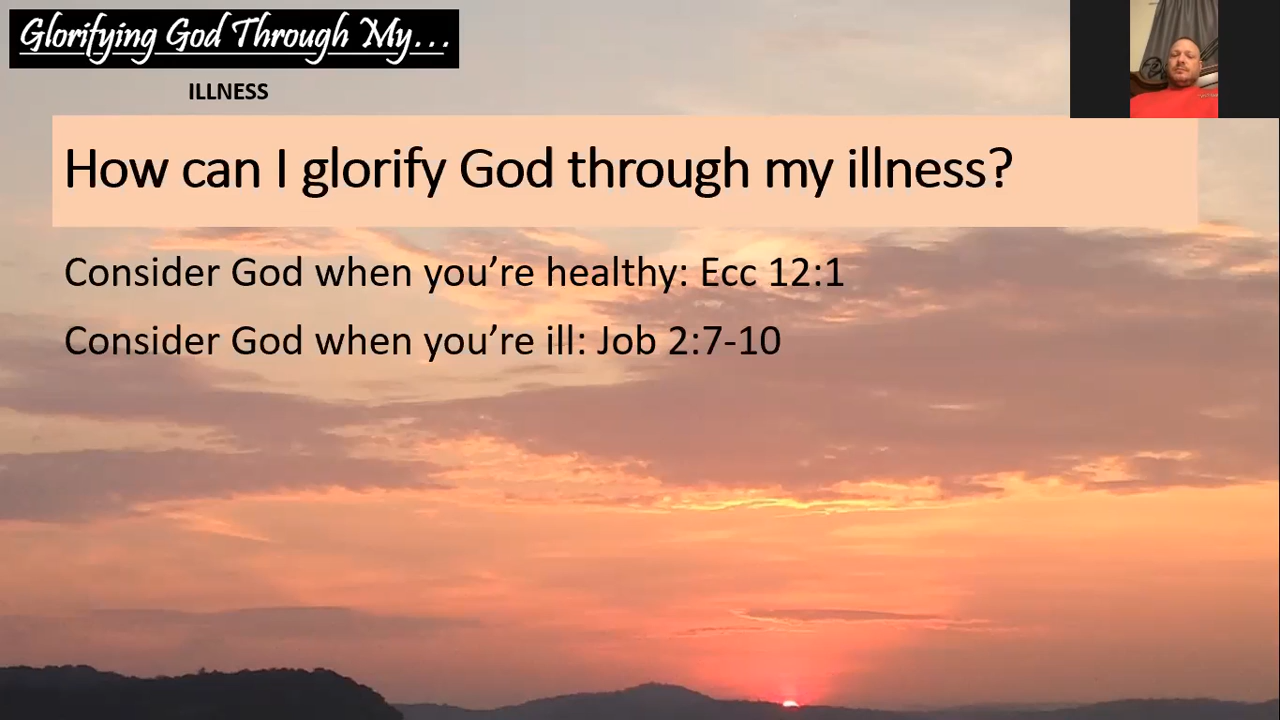 Glorifying God Through My...
ILLNESS
How can I glorify God through my illness?
Consider God when you’re healthy: Ecc 12:1
Consider God when you’re ill: Job 2:7-10